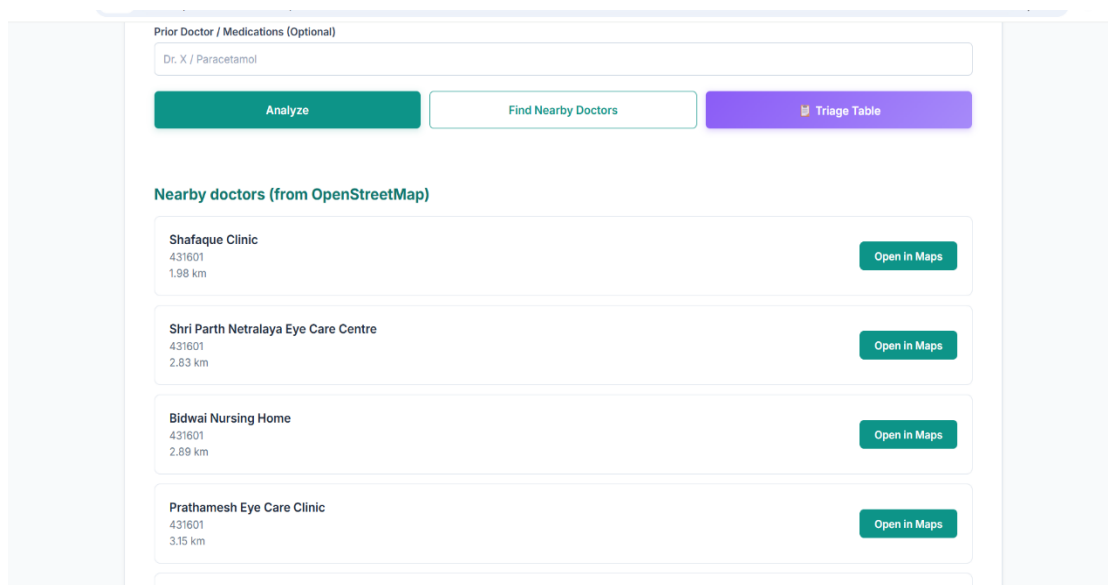 Prior Doctor / Medications (Optional)
Dr. X / Paracetamol
Analyze
Find Nearby Doctors
Triage Table
Nearby doctors (from OpenStreetMap)
Shafaque Clinic
431601
1.98 km
Open in Maps
Shri Parth Netralaya Eye Care Centre
431601
2.83 km
Open in Maps
Bidwai Nursing Home
431601
2.89 km
Open in Maps
Prathamesh Eye Care Clinic
431601
3.15 km
Open in Maps